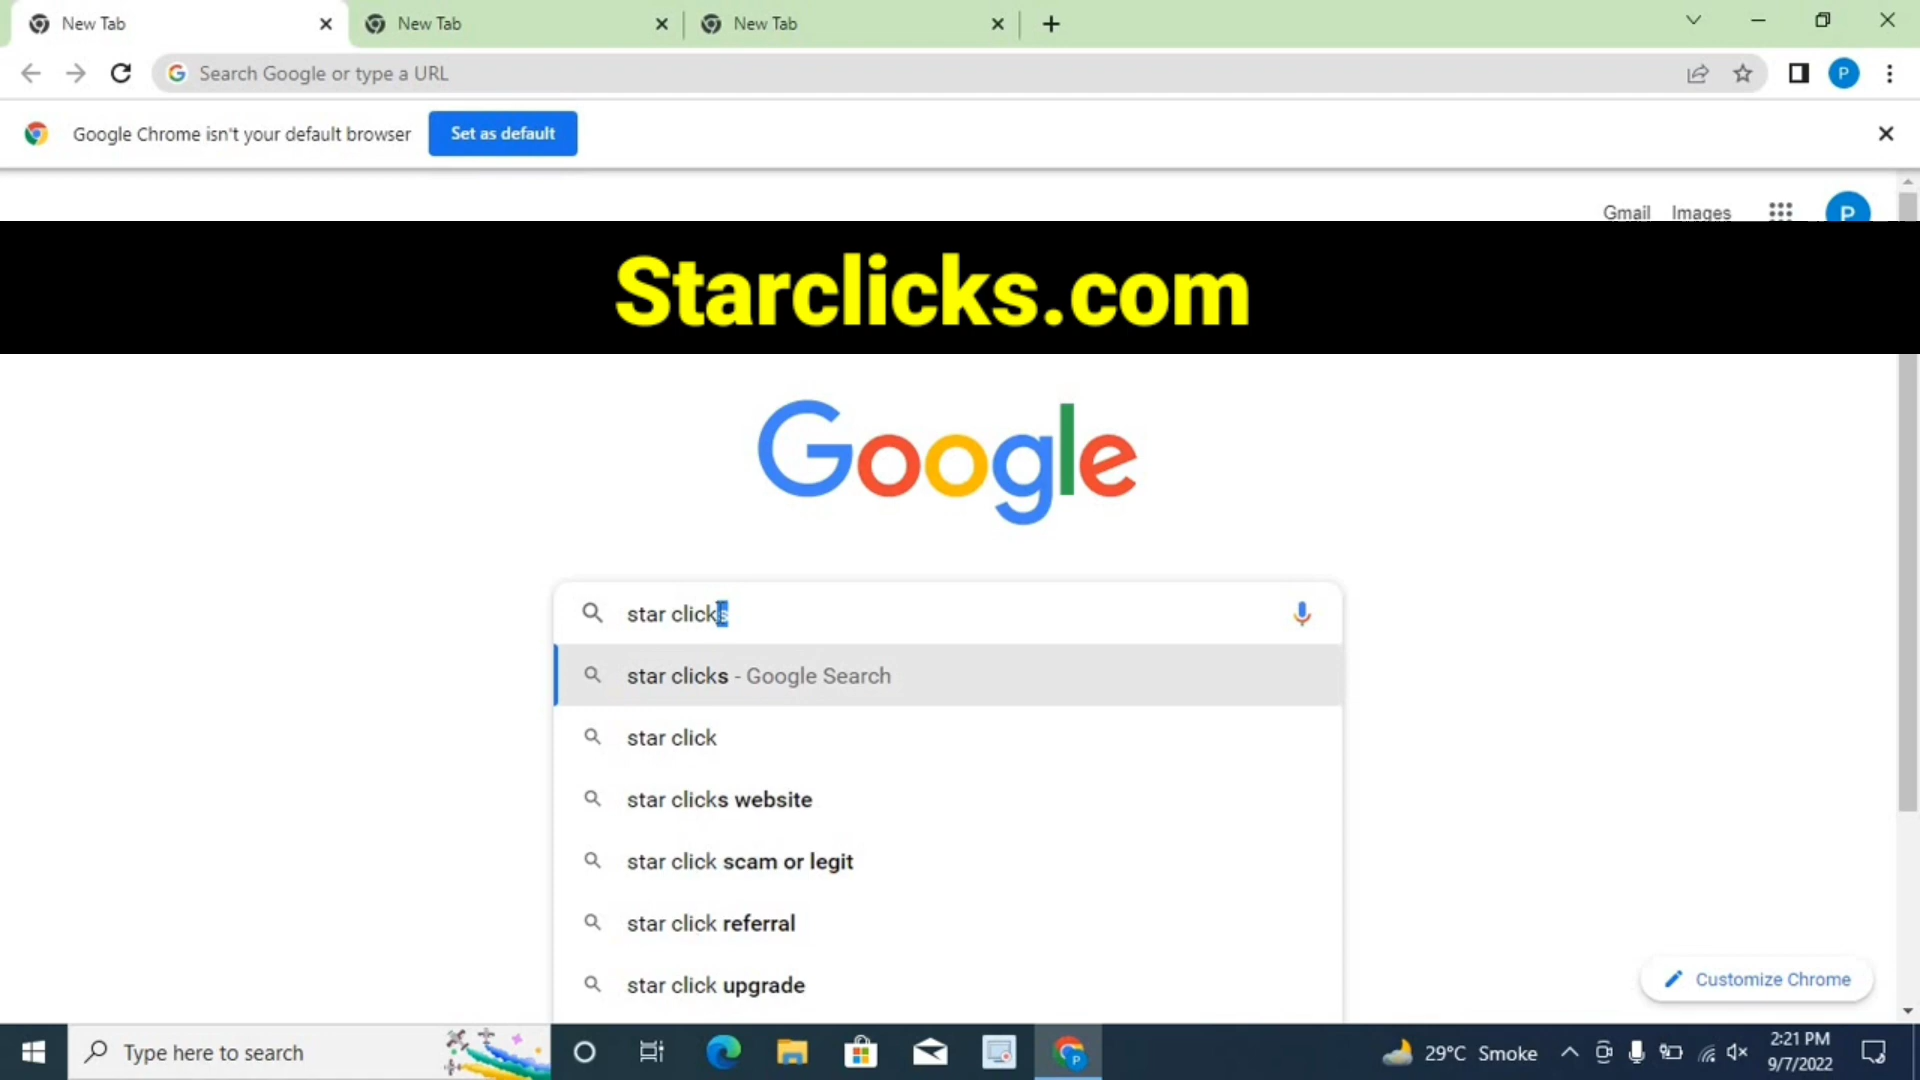 New Tab
New Tab
New Tab
Search Google or type a URL
P
Google Chrome isn't your default browser
Set as default
Gmail
Images
P
Starclicks.com
Google
star clicks
star clicks - Google Search
star click
star clicks website
star click scam or legit
star click referral
star click upgrade
Customize Chrome
Type here to search
P
29°C Smoke
2:21 PM
9/7/2022